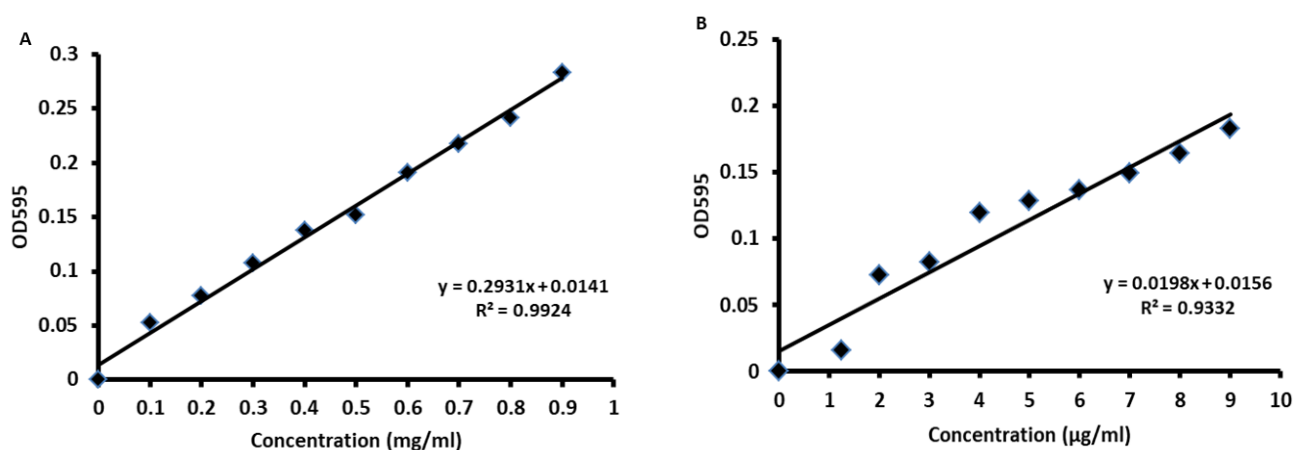 A
0.3
0.25
0.2
0.15
0.1
0.05
0
OD595
y = 0.2931x + 0.0141
R² = 0.9924
0 0.1 0.2 0.3 0.4 0.5 0.6 0.7 0.8 0.9 1
Concentration (mg/ml)
B
0.25
0.2
0.15
0.1
0.05
0
OD595
y = 0.0198x + 0.0156
R² = 0.9332
0 1 2 3 4 5 6 7 8 9 10
Concentration (µg/ml)